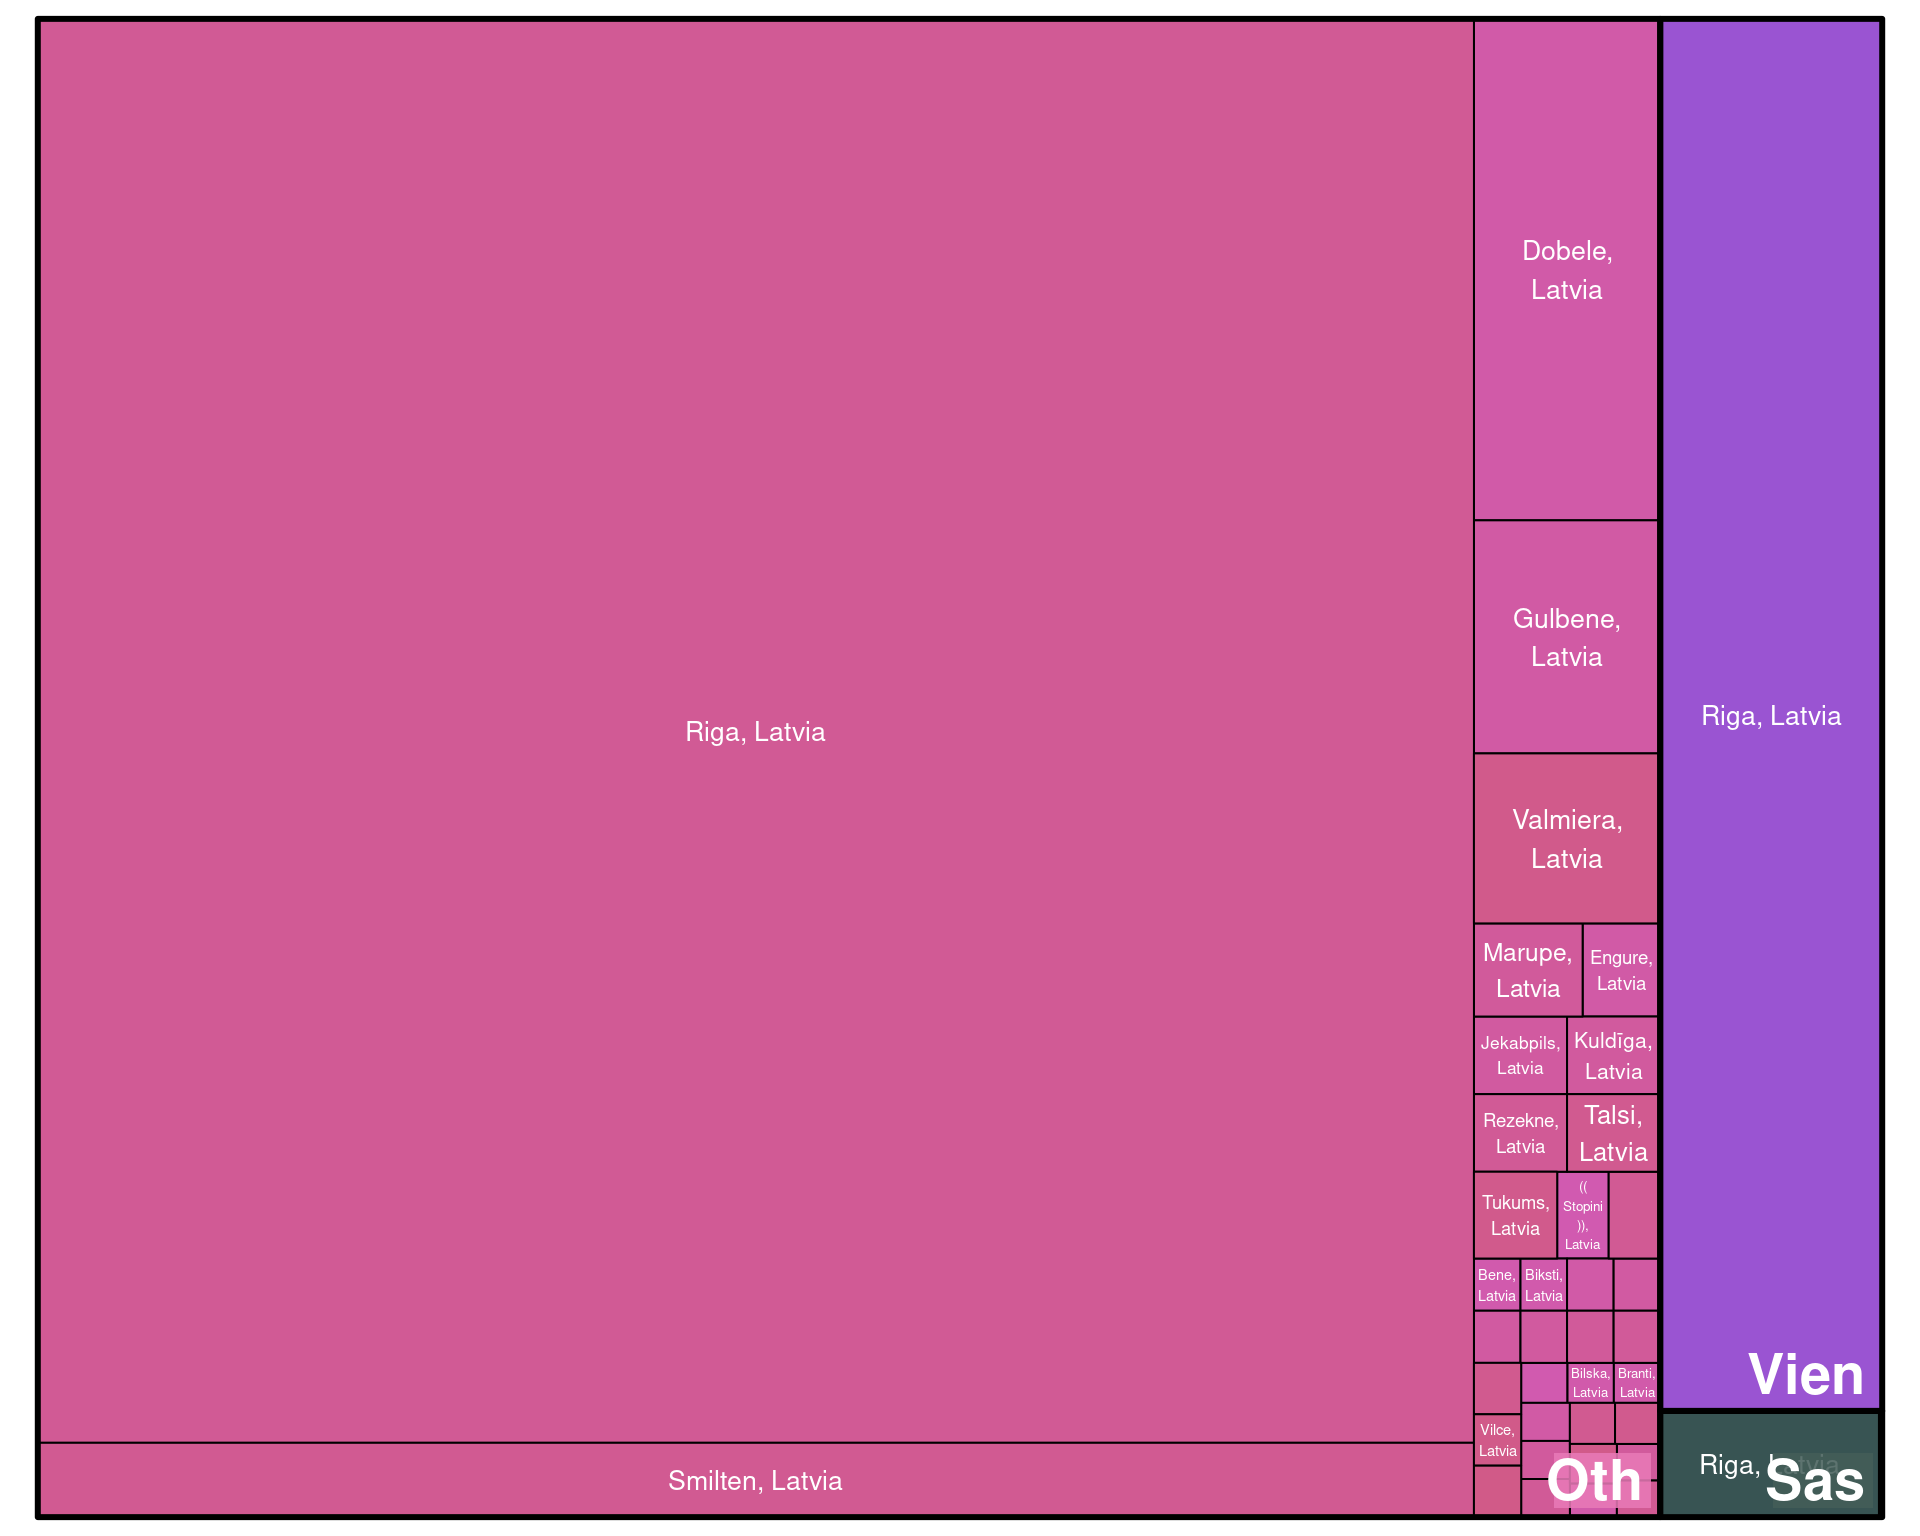 Riga, Latvia
Smilten, Latvia
Dobele,
Latvia
Gulbene,
Latvia
Valmiera,
Latvia
Marupe,
Latvia
Engure,
Latvia
Jekabpils,
Latvia
Kuldīga,
Latvia
Rezekne,
Latvia
Talsi,
Latvia
Tukums,
Latvia
((
Stopini
)),
Latvia
Bene,
Latvia
Biksti,
Latvia
Bilska,
Latvia
Branti,
Latvia
Vilce,
Latvia
Oth
Riga, Latvia
Vien
Riga, Latvia
Sas